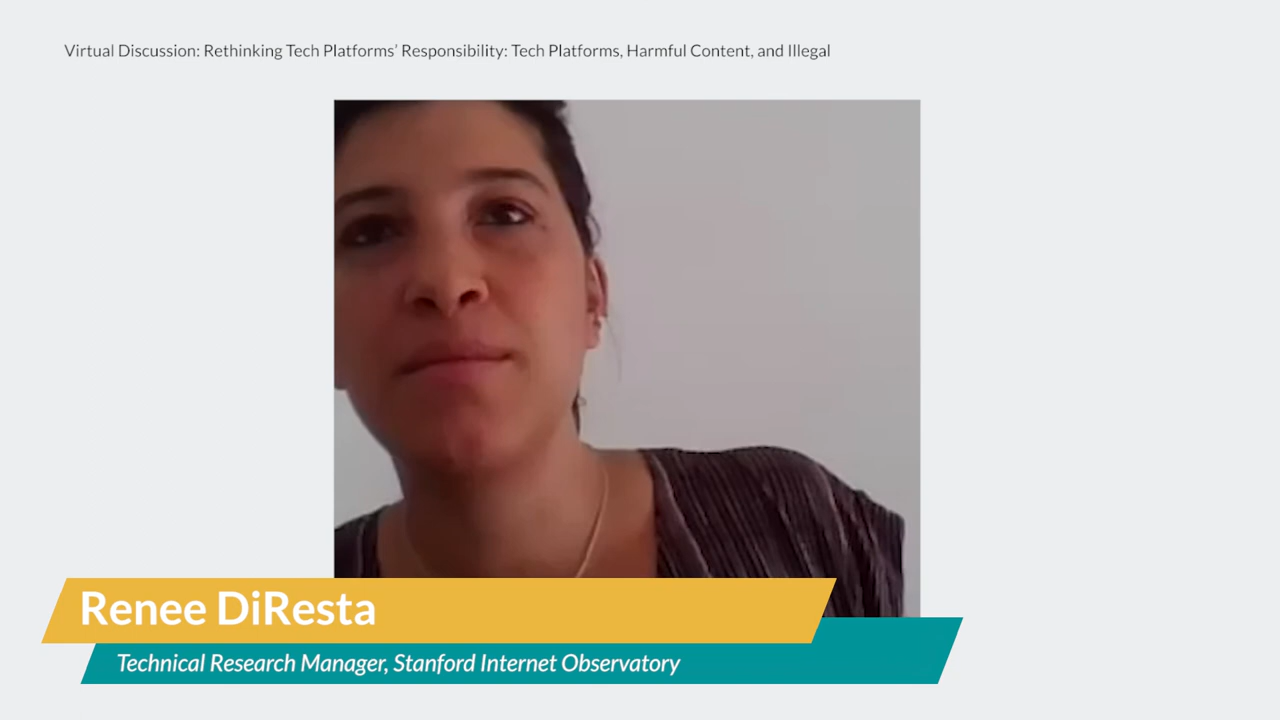 Virtual Discussion: Rethinking Tech Platforms’ Responsibility: Tech Platforms, Harmful Content, and Illegal
Renee DiResta
Technical Research Manager, Stanford Internet Observatory